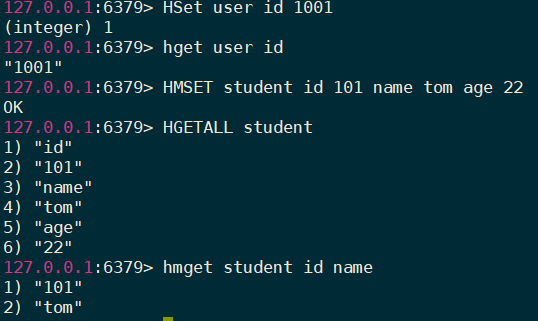 127.0.0.1:6379> HSet user id 1001
(integer) 1
127.0.0.1:6379> hget user id
"1001"
127.0.0.1:6379> HMSET student id 101 name tom age 22
OK
127.0.0.1:6379> HGETALL student
1) "id"
2) "101"
3) "name"
4) "tom"
5) "age"
6) "22"
127.0.0.1:6379> hmget student id name
1) "101"
2) "tom"